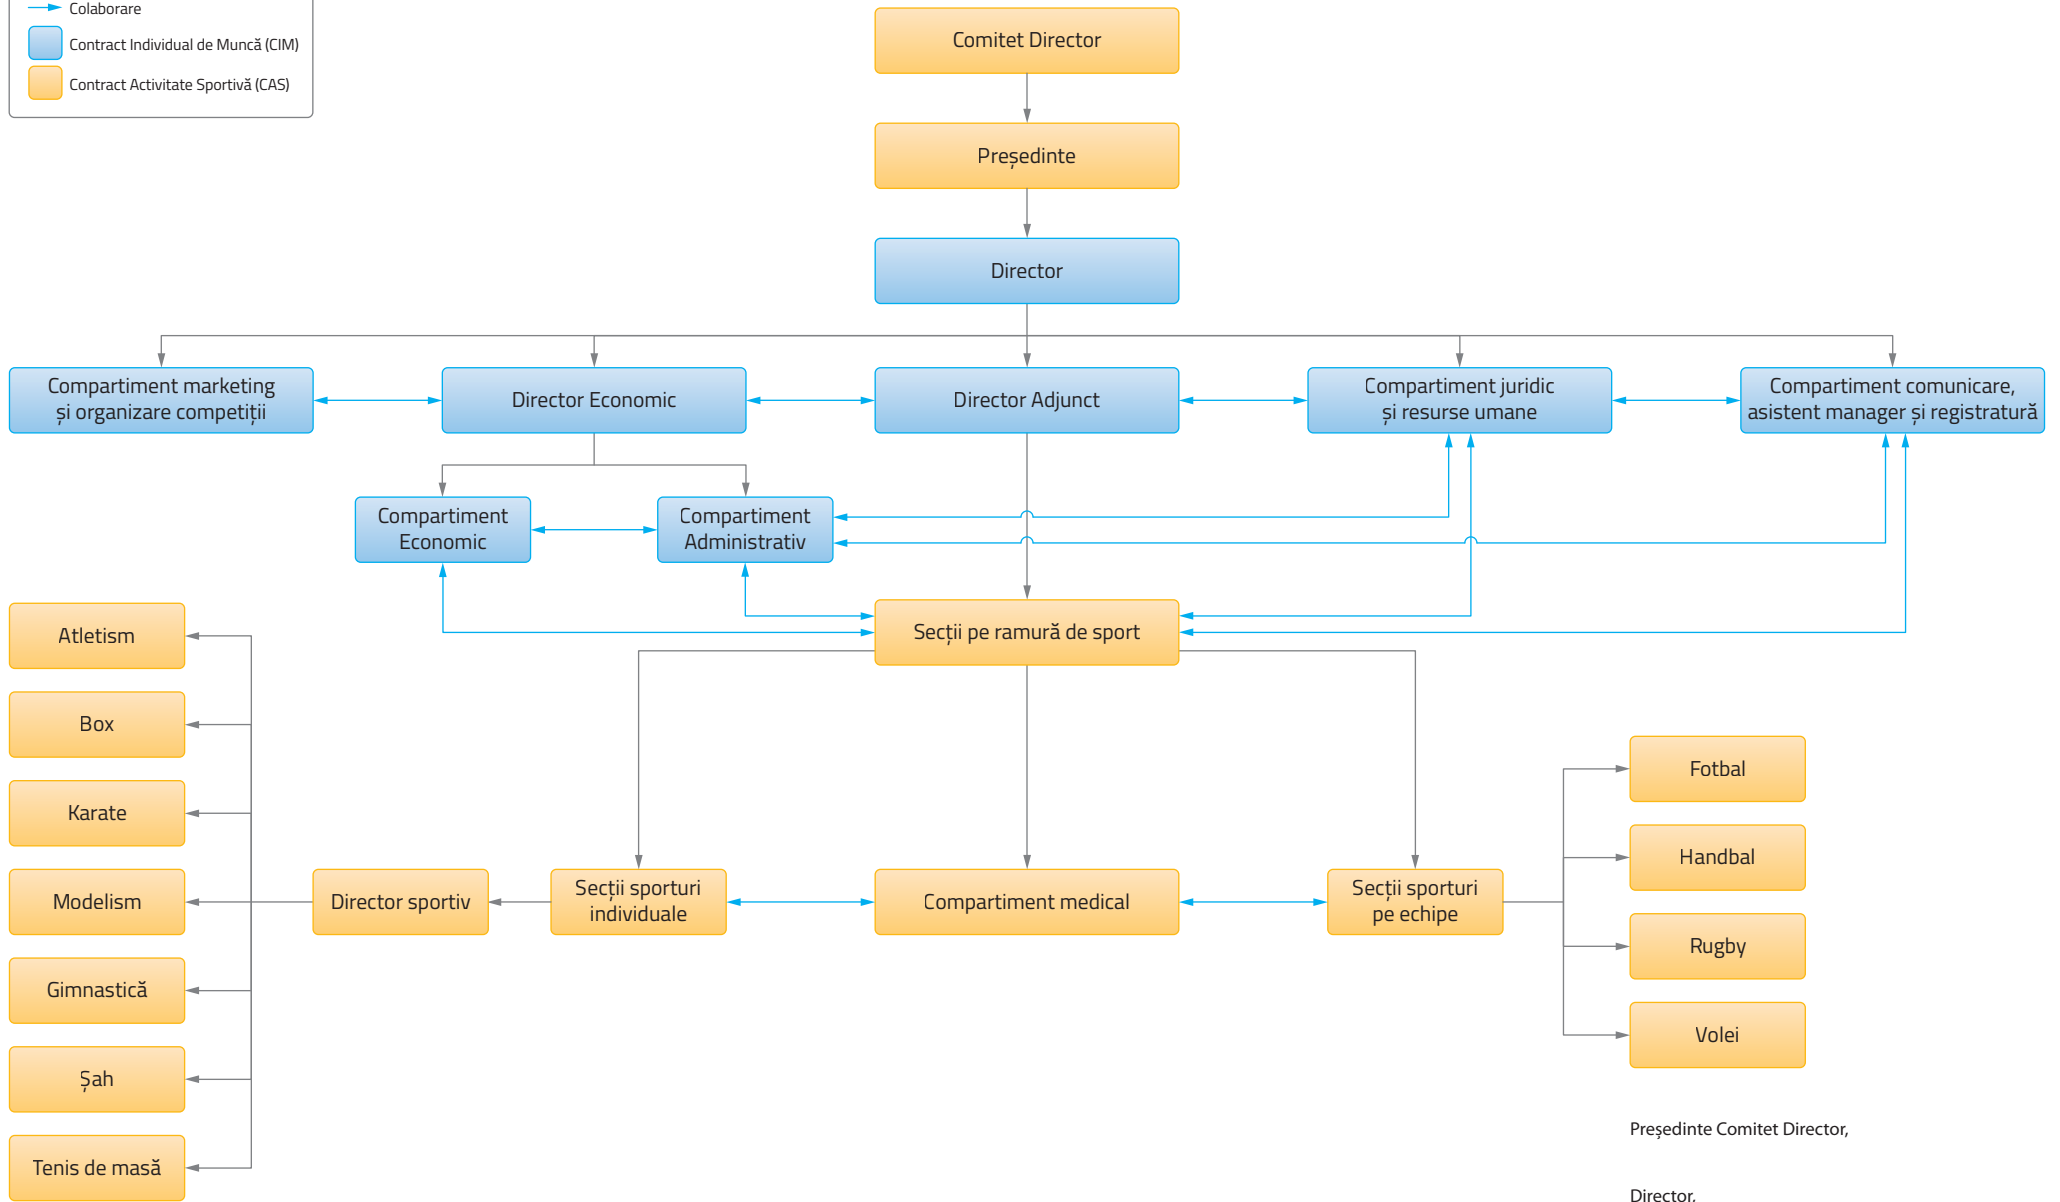 Colaborare
Contract Individual de Muncă (CIM)
Contract Activitate Sportivă (CAS)
Comitet Director
Președinte
Director
Compartiment marketing
și organizare competiții
Director Economic
Director Adjunct
Compartiment juridic
și resurse umane
Compartiment comunicare,
asistent manager și registratură
Compartiment
Economic
Compartiment
Administrativ
Secții pe ramură de sport
Atletism
Box
Karate
Modelism
Gimnastică
Șah
Tenis de masă
Director sportiv
Secții sporturi
individuale
Compartiment medical
Secții sporturi
pe echipe
Fotbal
Handbal
Rugby
Volei
Președinte Comitet Director,
Director,